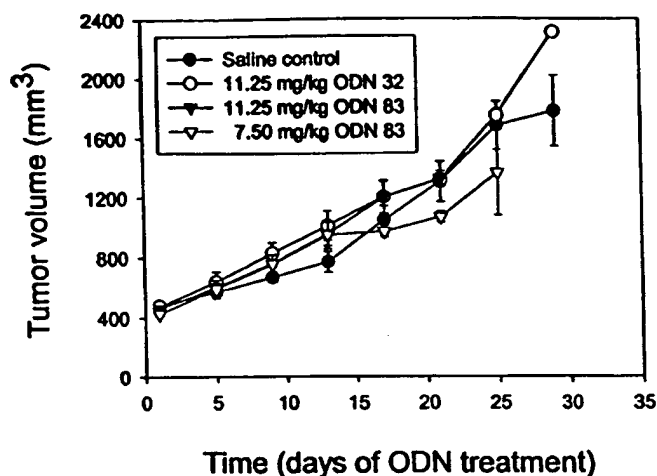 2400
2000
1600
1200
800
400
0
Tumor volume (mm3)
Saline control
11.25 mg/kg ODN 32
11.25 mg/kg ODN 83
7.50 mg/kg ODN 83
0 5 10 15 20 25 30 35
Time (days of ODN treatment)